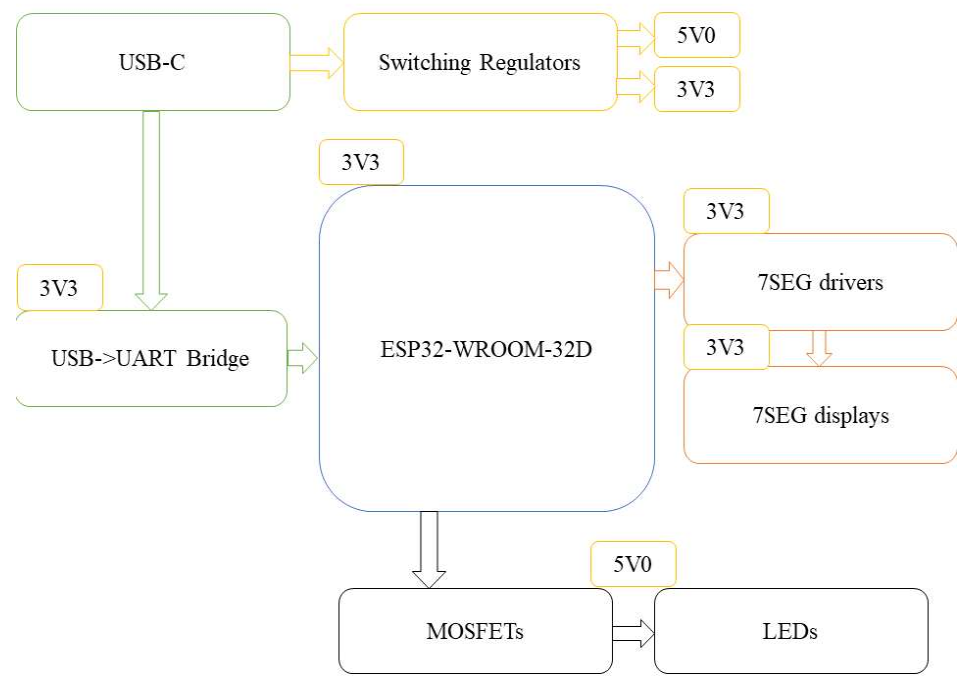 USB-C
Switching Regulators
5V0
3V3
3V3
3V3
7SEG drivers
3V3
USB->UART Bridge
ESP32-WROOM-32D
3V3
7SEG displays
5V0
MOSFETs
LEDs